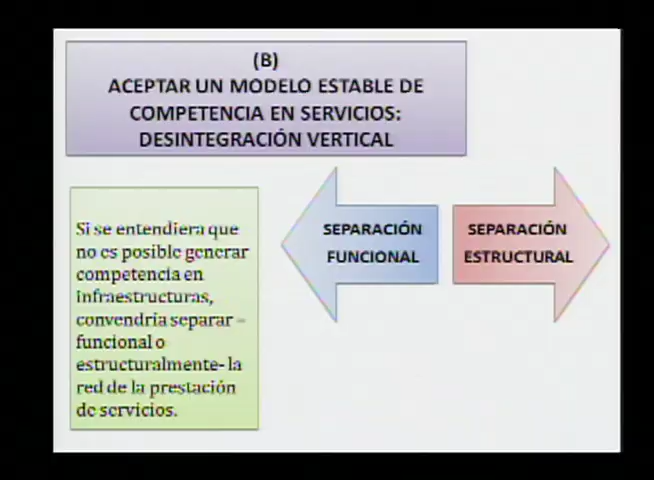 (B)
ACEPTAR UN MODELO ESTABLE DE
COMPETENCIA EN SERVICIOS:
DESINTEGRACIÓN VERTICAL
Si se entendiera que
no es posible generar
competencia en
infraestructuras,
convendría separar –
funcional o
estructuralmente- la
red de la prestación
de servicios.
SEPARACIÓN
FUNCIONAL
SEPARACIÓN
ESTRUCTURAL